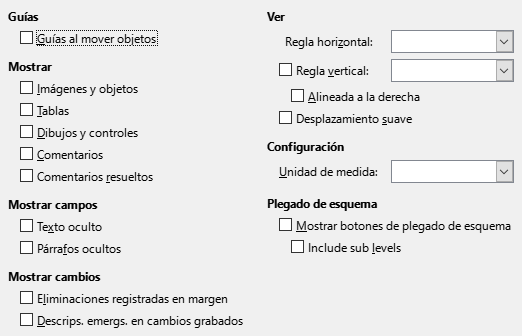 Guías
Guías al mover objetos
Mostrar
Imágenes y objetos
Tablas
Dibujos y controles
Comentarios
Comentarios resueltos
Mostrar campos
Texto oculto
Párrafos ocultos
Mostrar cambios
Eliminaciones registradas en margen
Descrips. emergs. en cambios grabados
Ver
Regla horizontal:
Regla vertical:
Alineada a la derecha
Desplazamiento suave
Configuración
Unidad de medida:
Plegado de esquema
Mostrar botones de plegado de esquema
Include sub levels